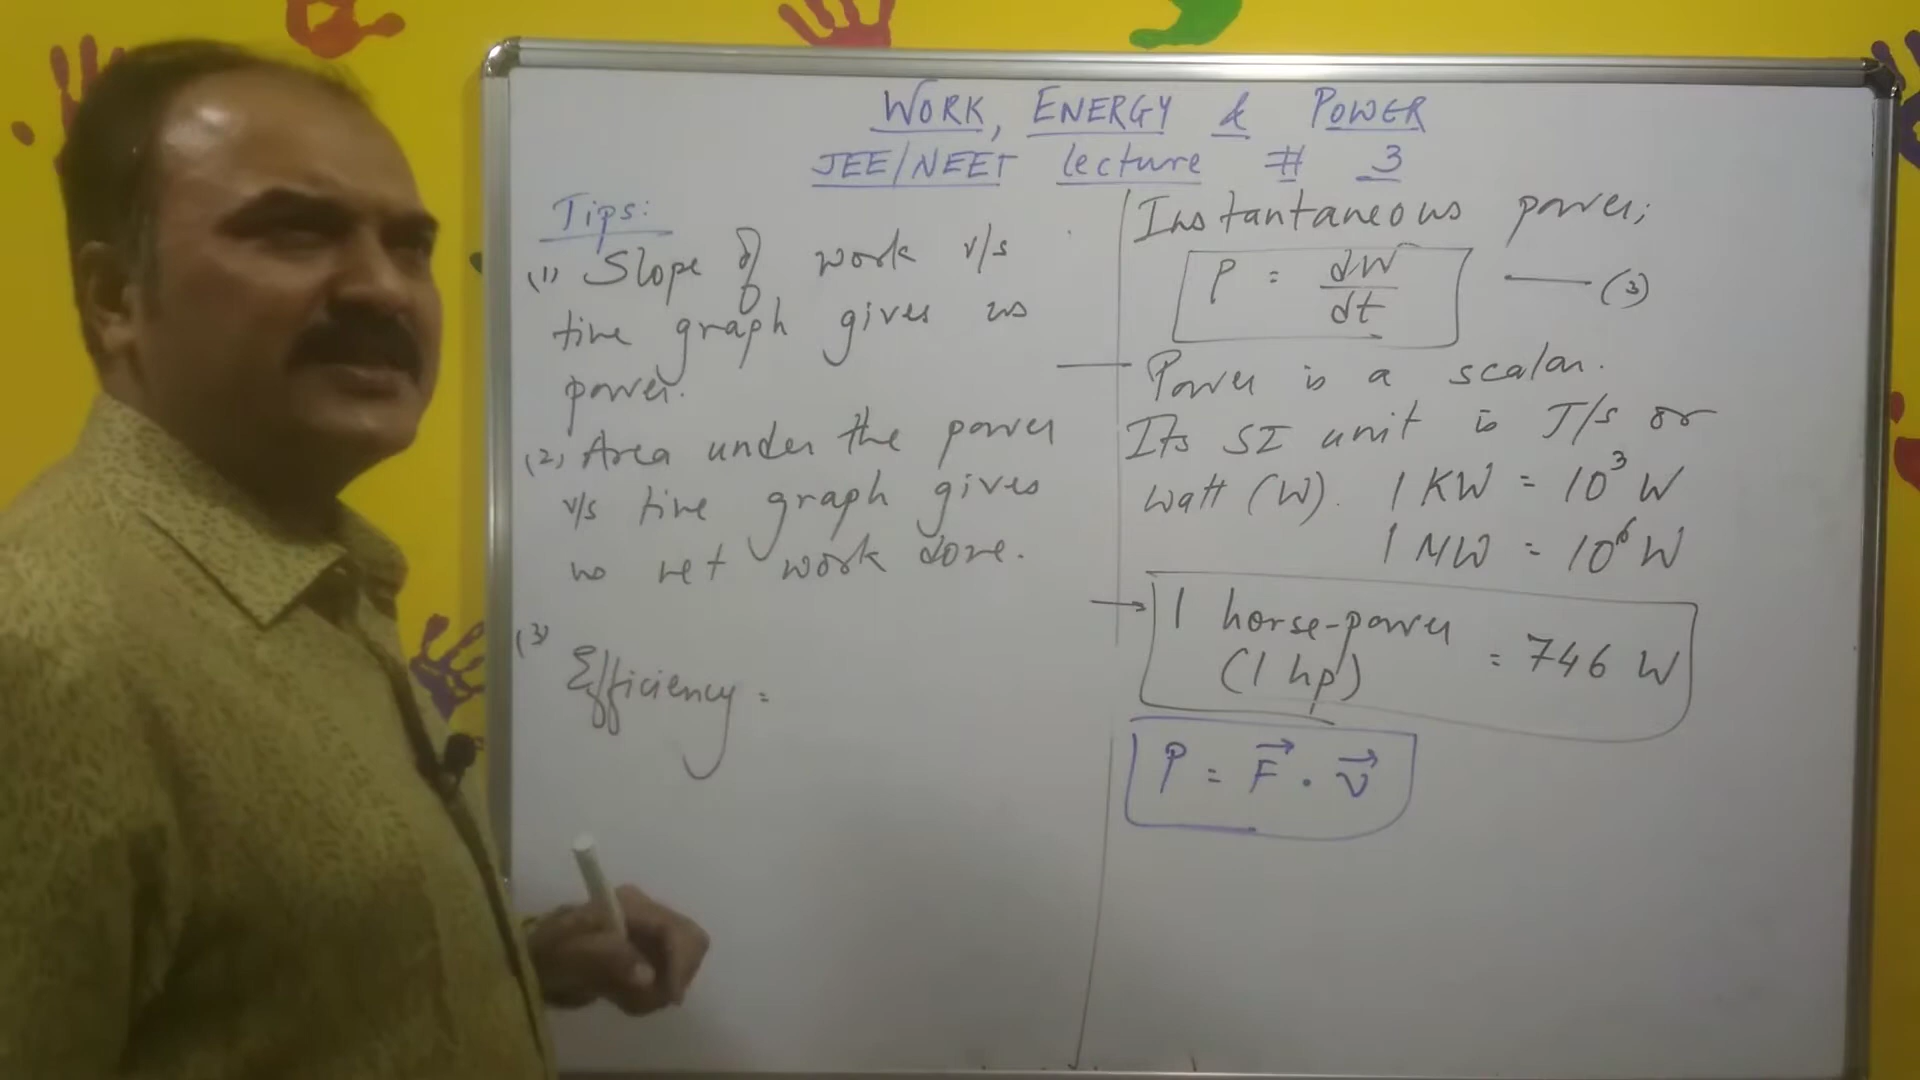 WORK, ENERGY & POWER
JEE/NEET lecture # 3
Tips:
(1) Slope of work v/s
time graph gives us
power.
(2) Area under the power
v/s time graph gives
us net work done.
(3) Efficiency =
Instantaneous power;
P = dW/dt — (3)
Power is a scalar.
Its SI unit is J/s or
watt (W). 1 KW = 10³ W
1 MW = 10⁶ W
→ 1 horse-power
(1 hp) = 746 W
P = F⃗ . v⃗